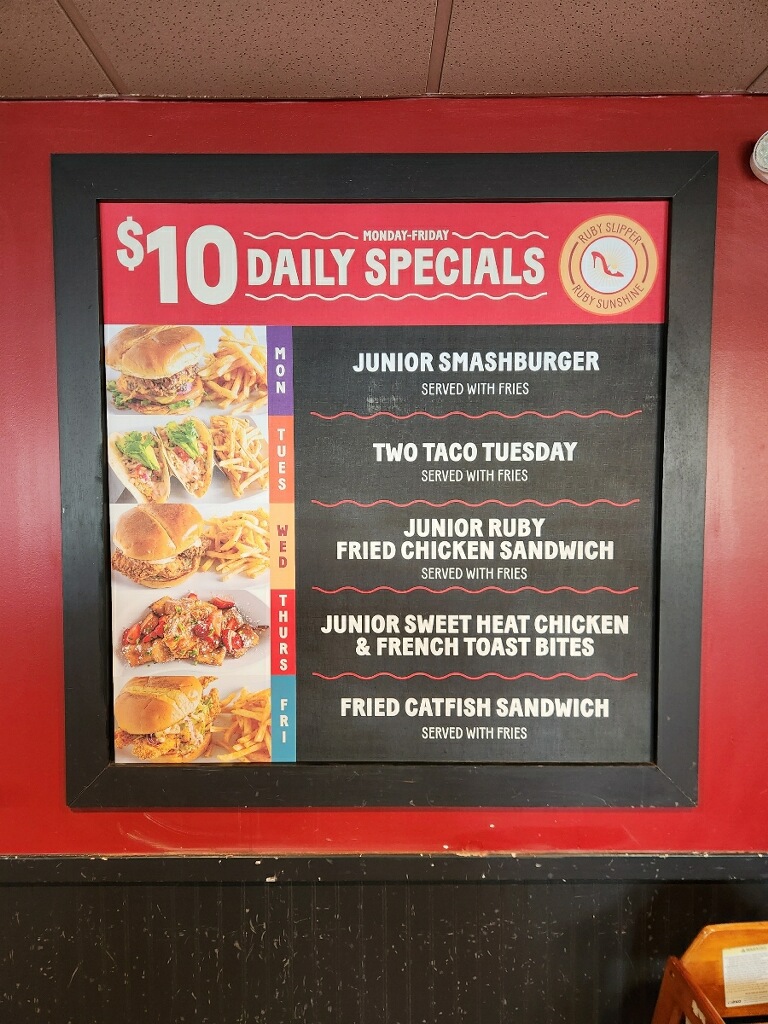 $10
MONDAY-FRIDAY
DAILY SPECIALS
RUBY SLIPPER
RUBY SUNSHINE
MON
JUNIOR SMASHBURGER
SERVED WITH FRIES
TUES
TWO TACO TUESDAY
SERVED WITH FRIES
WED
JUNIOR RUBY
FRIED CHICKEN SANDWICH
SERVED WITH FRIES
THURS
JUNIOR SWEET HEAT CHICKEN
& FRENCH TOAST BITES
FRI
FRIED CATFISH SANDWICH
SERVED WITH FRIES